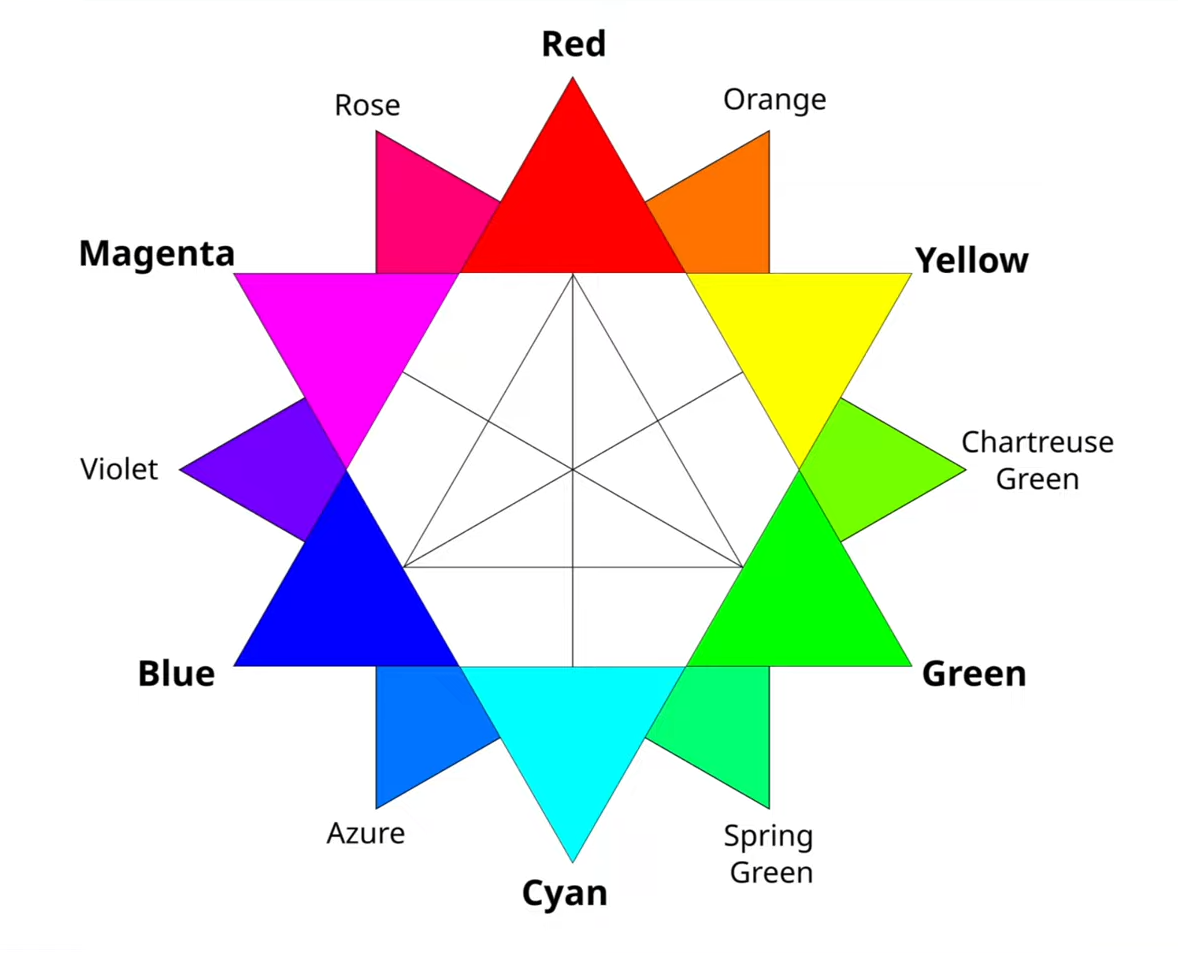 Red
Rose
Orange
Magenta
Yellow
Violet
Chartreuse
Green
Blue
Green
Azure
Spring
Green
Cyan